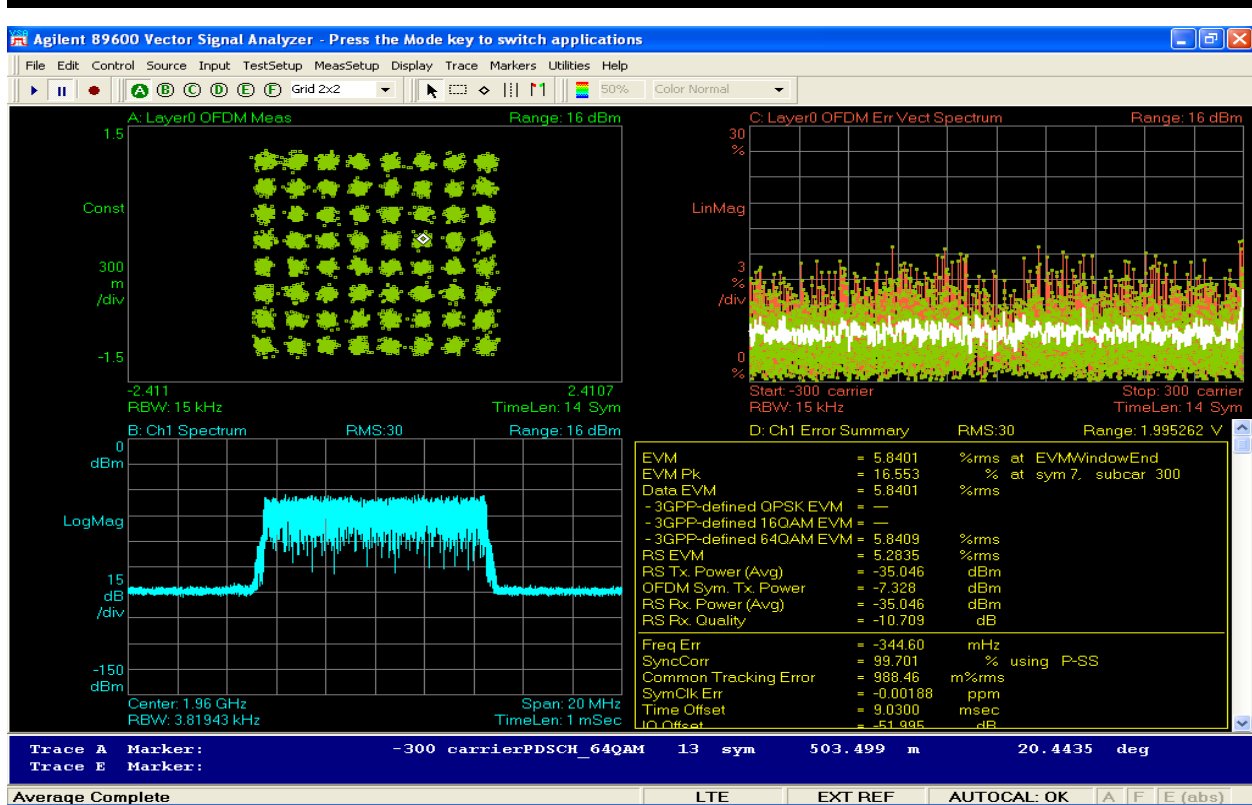 Agilent 89600 Vector Signal Analyzer - Press the Mode key to switch applications
File Edit Control Source Input TestSetup MeasSetup Display Trace Markers Utilities Help
A B C D E F Grid 2x2 50% Color Normal
A: Layer0 OFDM Meas Range: 16 dBm
1.5
Const
300
m
/div
-1.5
-2.411 2.4107
RBW: 15 kHz TimeLen: 14 Sym
C: Layer0 OFDM Err Vect Spectrum Range: 16 dBm
30
%
LinMag
3
%
/div
0
%
Start: -300 carrier Stop: 300 carrier
RBW: 15 kHz TimeLen: 14 Sym
B: Ch1 Spectrum RMS:30 Range: 16 dBm
0
dBm
LogMag
15
dB
/div
-150
dBm
Center: 1.96 GHz Span: 20 MHz
RBW: 3.81943 kHz TimeLen: 1 mSec
D: Ch1 Error Summary RMS:30 Range: 1.995262 V
EVM = 5.8401 %rms at EVMWindowEnd
EVM Pk = 16.553 % at sym 7, subcar 300
Data EVM = 5.8401 %rms
- 3GPP-defined QPSK EVM = —
- 3GPP-defined 16QAM EVM = —
- 3GPP-defined 64QAM EVM = 5.8409 %rms
RS EVM = 5.2835 %rms
RS Tx. Power (Avg) = -35.046 dBm
OFDM Sym. Tx. Power = -7.328 dBm
RS Rx. Power (Avg) = -35.046 dBm
RS Rx. Quality = -10.709 dB
Freq Err = -344.60 mHz
SyncCorr = 99.701 % using P-SS
Common Tracking Error = 988.46 m%rms
SymClk Err = -0.00188 ppm
Time Offset = 9.0300 msec
IQ Offset = -51.995 dB
Trace A Marker: -300 carrierPDSCH_64QAM 13 sym 503.499 m 20.4435 deg
Trace E Marker:
Average Complete LTE EXT REF AUTOCAL: OK A F E (abs)